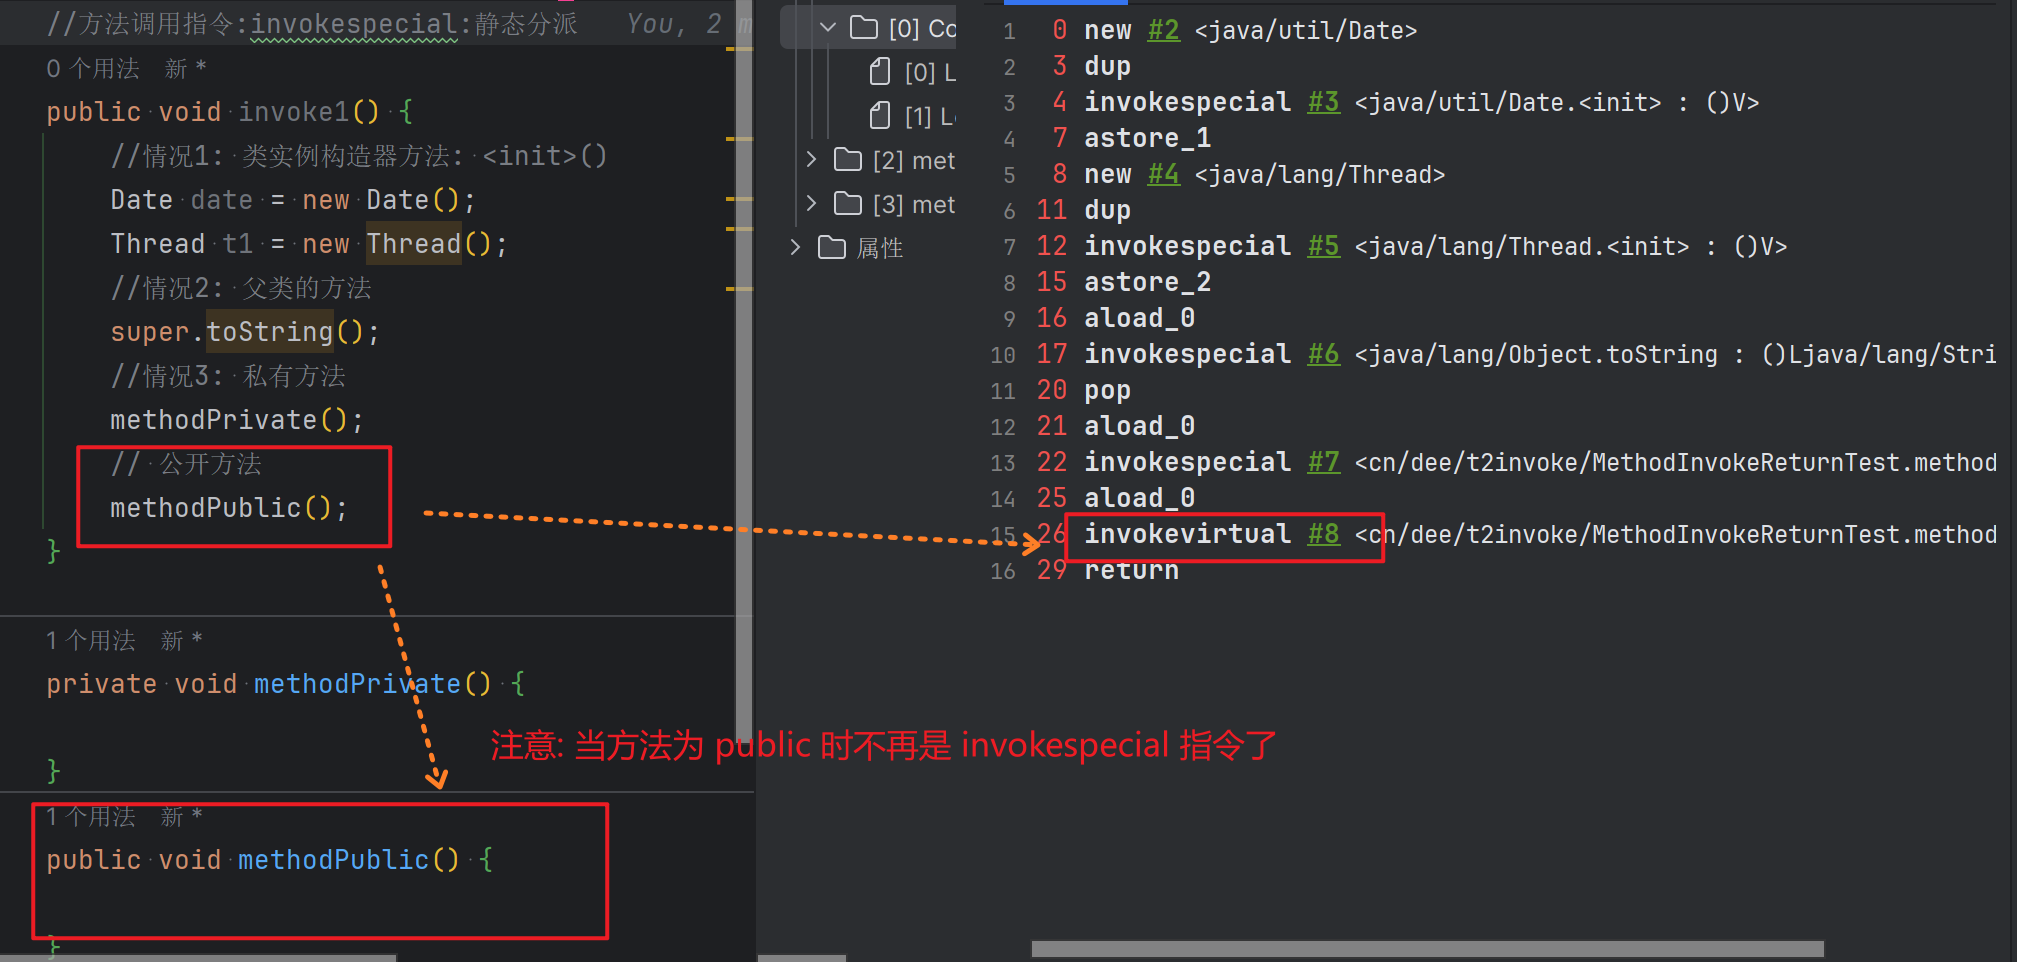 //方法调用指令:invokespecial:静态分派 You, 2 m
0 个用法 新 *
public void invoke1() {
//情况1: 类实例构造器方法: <init>()
Date date = new Date();
Thread t1 = new Thread();
//情况2: 父类的方法
super.toString();
//情况3: 私有方法
methodPrivate();
// 公开方法
methodPublic();
}
1 个用法 新 *
private void methodPrivate() {
}
1 个用法 新 *
public void methodPublic() {
}
[0] Co
[0] L
[1] L
[2] met
[3] met
属性
1 0 new #2 <java/util/Date>
2 3 dup
3 4 invokespecial #3 <java/util/Date.<init> : ()V>
4 7 astore_1
5 8 new #4 <java/lang/Thread>
6 11 dup
7 12 invokespecial #5 <java/lang/Thread.<init> : ()V>
8 15 astore_2
9 16 aload_0
10 17 invokespecial #6 <java/lang/Object.toString : ()Ljava/lang/Stri
11 20 pop
12 21 aload_0
13 22 invokespecial #7 <cn/dee/t2invoke/MethodInvokeReturnTest.method
14 25 aload_0
15 26 invokevirtual #8 <cn/dee/t2invoke/MethodInvokeReturnTest.method
16 29 return
注意: 当方法为 public 时不再是 invokespecial 指令了